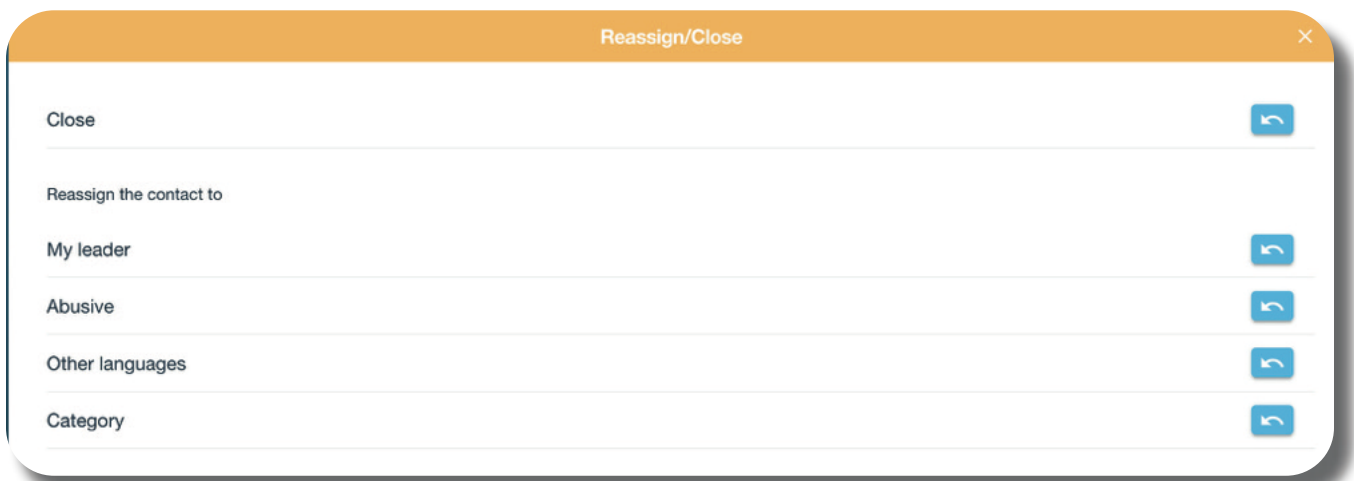 Reassign/Close
Close
Reassign the contact to
My leader
Abusive
Other languages
Category